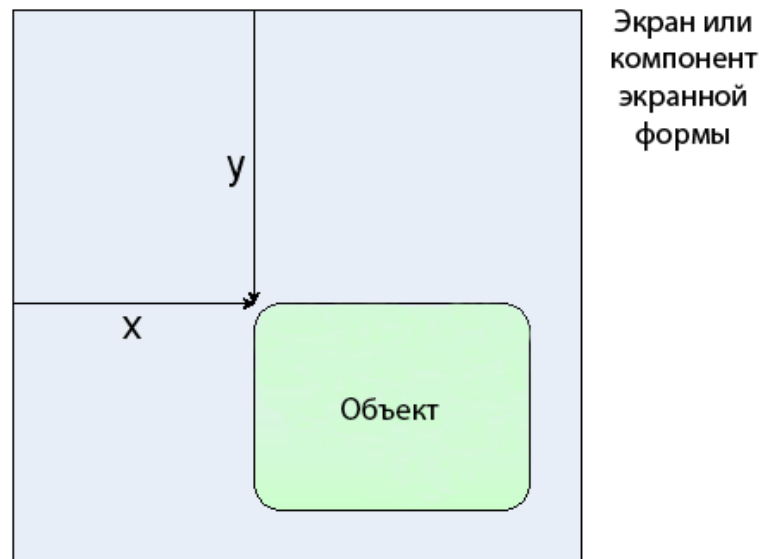 Экран или
компонент
экранной
формы
y
x
Объект